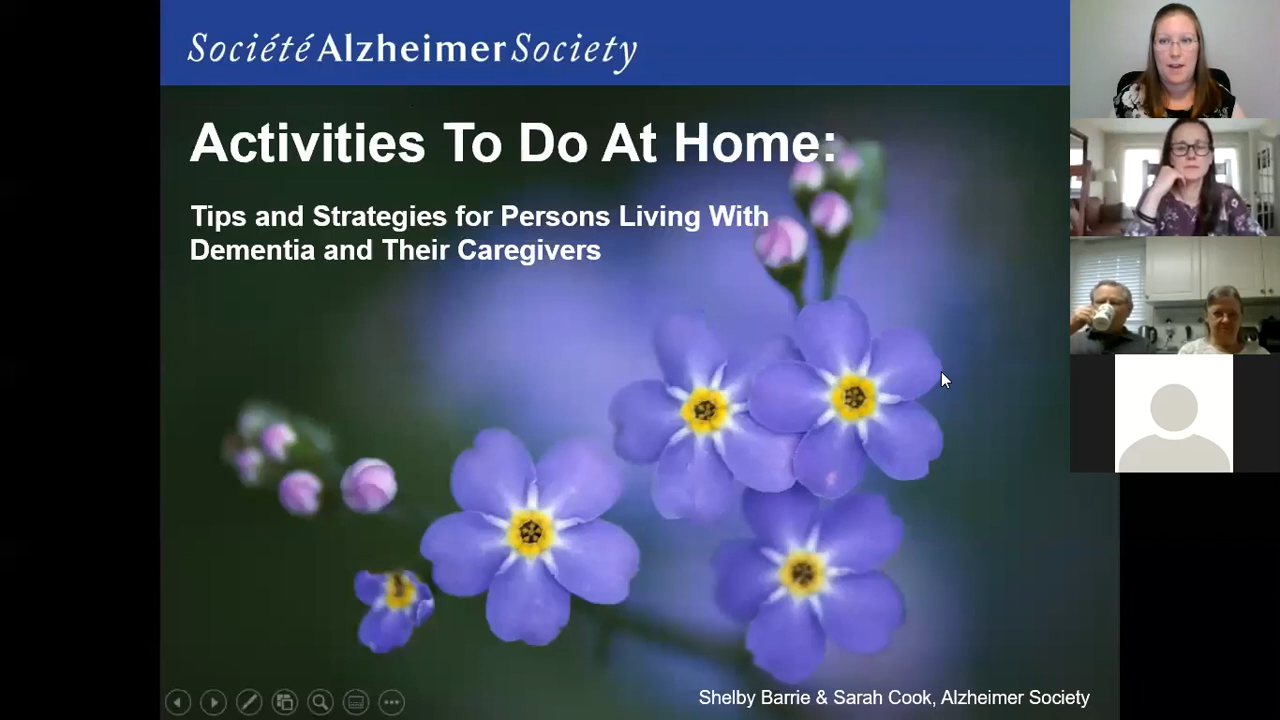 Société Alzheimer Society
Activities To Do At Home:
Tips and Strategies for Persons Living With
Dementia and Their Caregivers
Shelby Barrie & Sarah Cook, Alzheimer Society